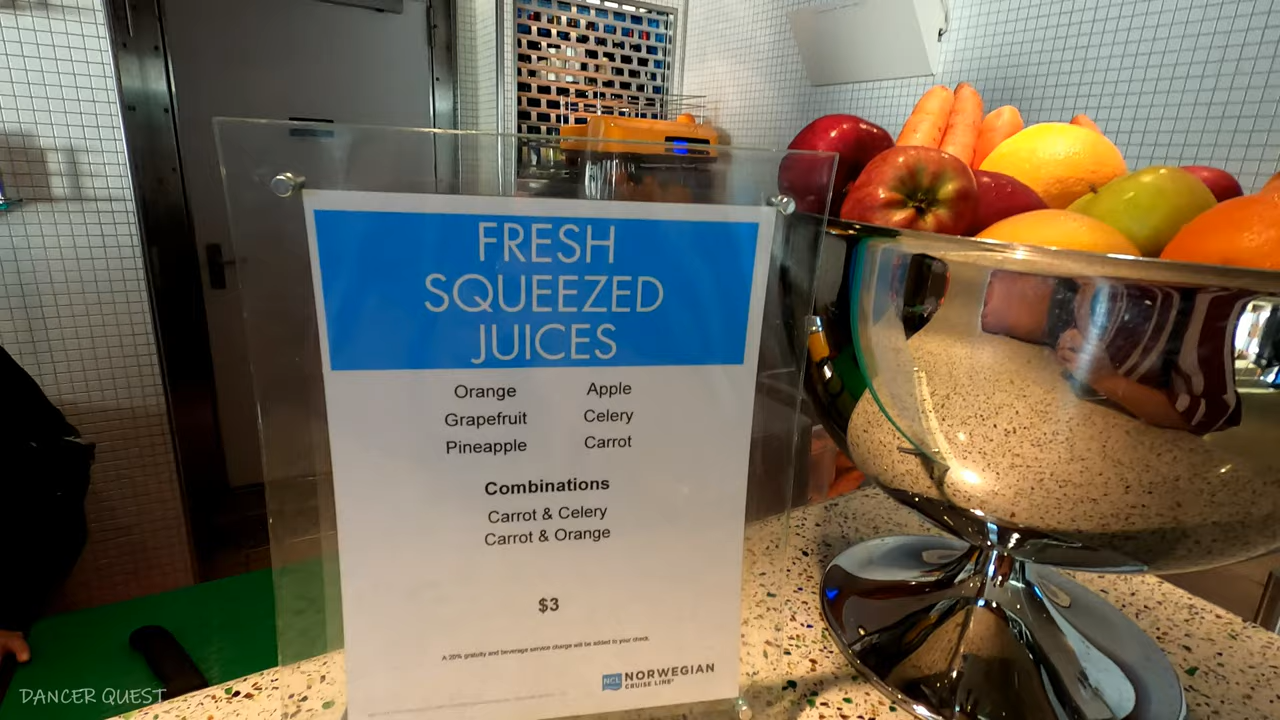 FRESH
SQUEEZED
JUICES
Orange Apple
Grapefruit Celery
Pineapple Carrot
Combinations
Carrot & Celery
Carrot & Orange
$3
A 20% gratuity and beverage service charge will be added to your check.
NCL NORWEGIAN
CRUISE LINE®
DANCER QUEST